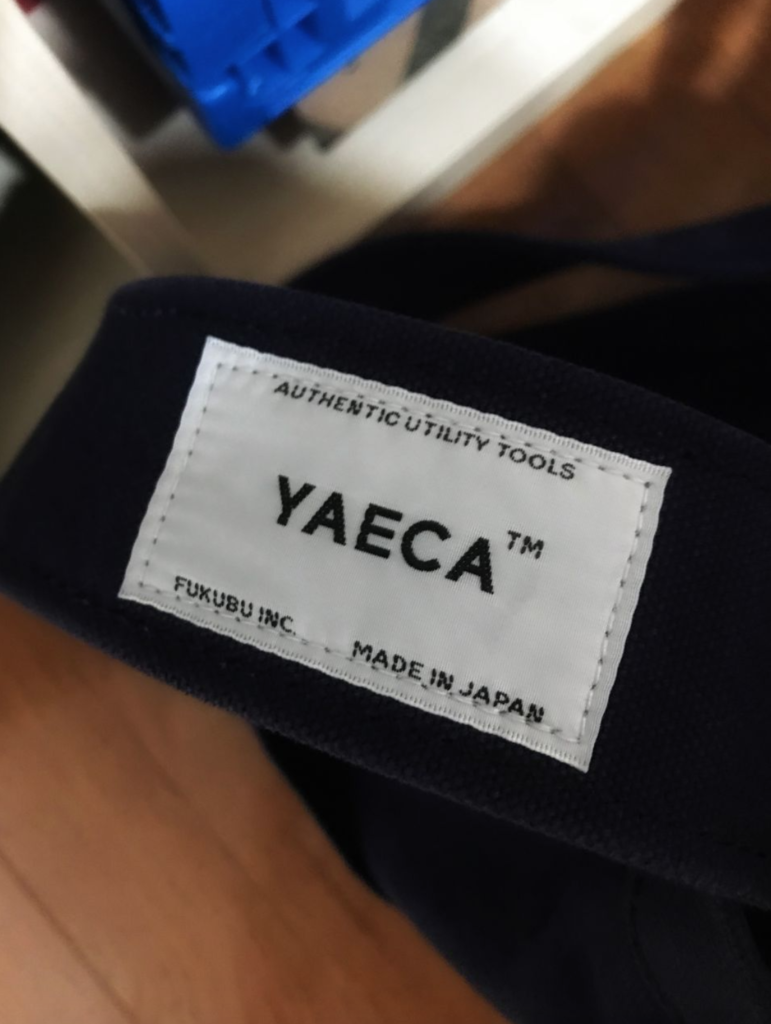 AUTHENTIC UTILITY TOOLS
YAECA™
FUKUBU INC.
MADE IN JAPAN